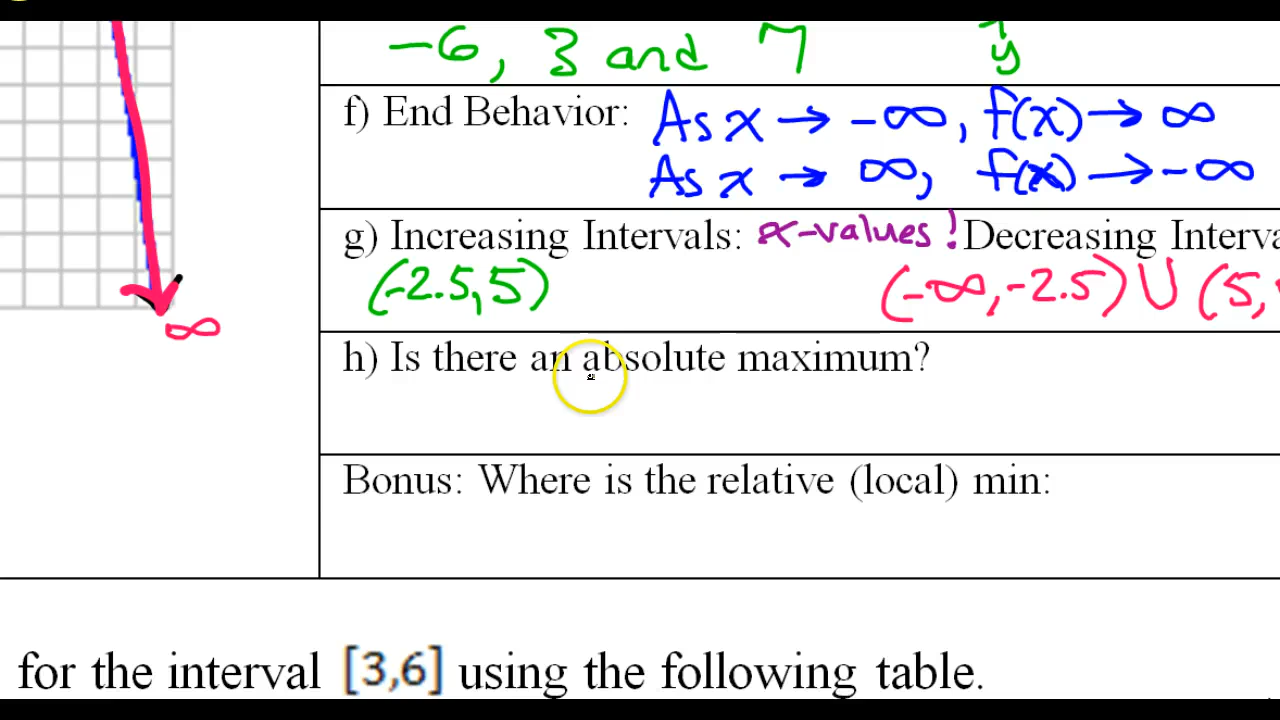 -6, 3 and 7 y
f) End Behavior: As x → -∞, f(x) → ∞
As x → ∞, f(x) → -∞
g) Increasing Intervals: x-values! Decreasing Interva
(-2.5, 5) (-∞, -2.5) ∪ (5,
∞
h) Is there an absolute maximum?
Bonus: Where is the relative (local) min:
for the interval [3,6] using the following table.